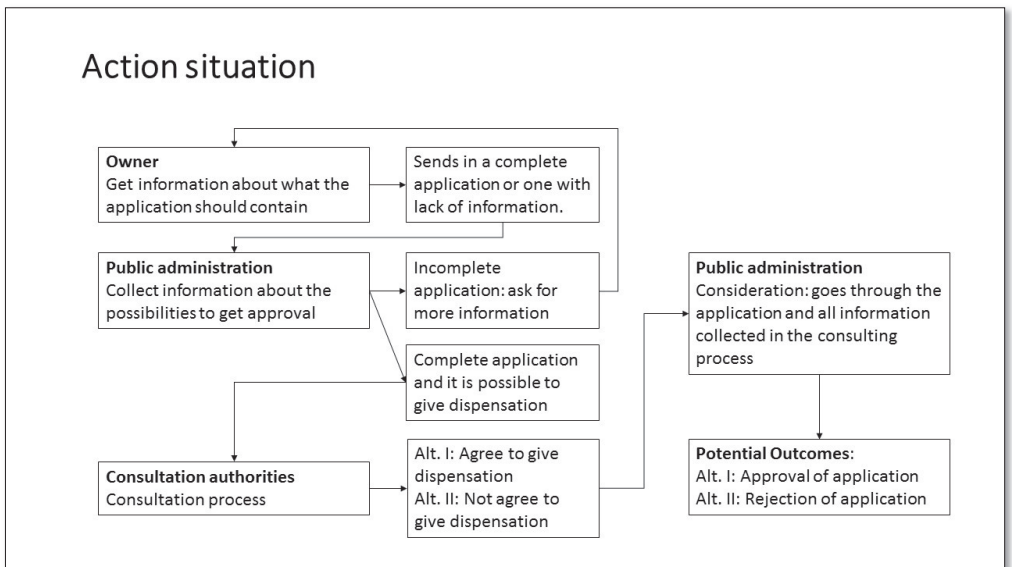 Action situation
Owner
Get information about what the
application should contain
Sends in a complete
application or one with
lack of information.
Public administration
Collect information about the
possibilities to get approval
Incomplete
application: ask for
more information
Complete application
and it is possible to
give dispensation
Consultation authorities
Consultation process
Alt. I: Agree to give
dispensation
Alt. II: Not agree to
give dispensation
Public administration
Consideration: goes through the
application and all information
collected in the consulting
process
Potential Outcomes:
Alt. I: Approval of application
Alt. II: Rejection of application